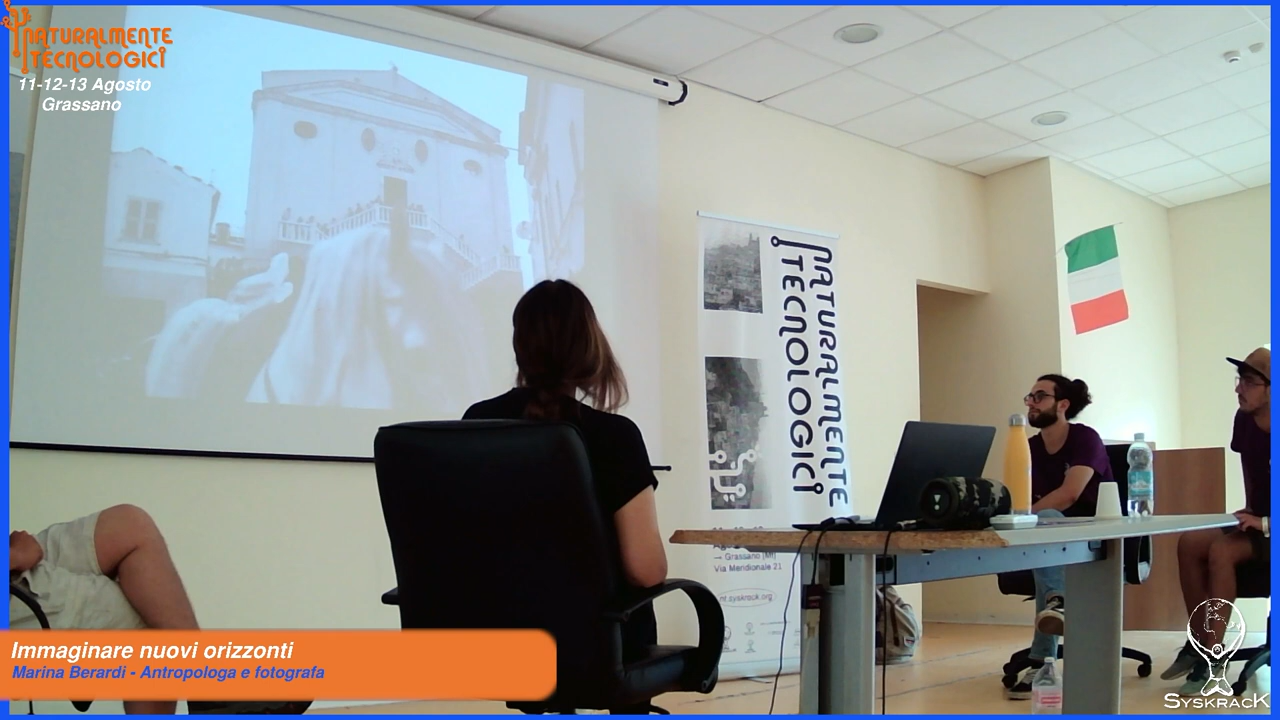 NATURALMENTE
TECNOLOGICI
11-12-13 Agosto
Grassano
NATURALMENTE
TECNOLOGICI
→ Grassano (Mt)
Via Meridionale 21
nt.syskrack.org
Immaginare nuovi orizzonti
Marina Berardi - Antropologa e fotografa
SYSKRACK